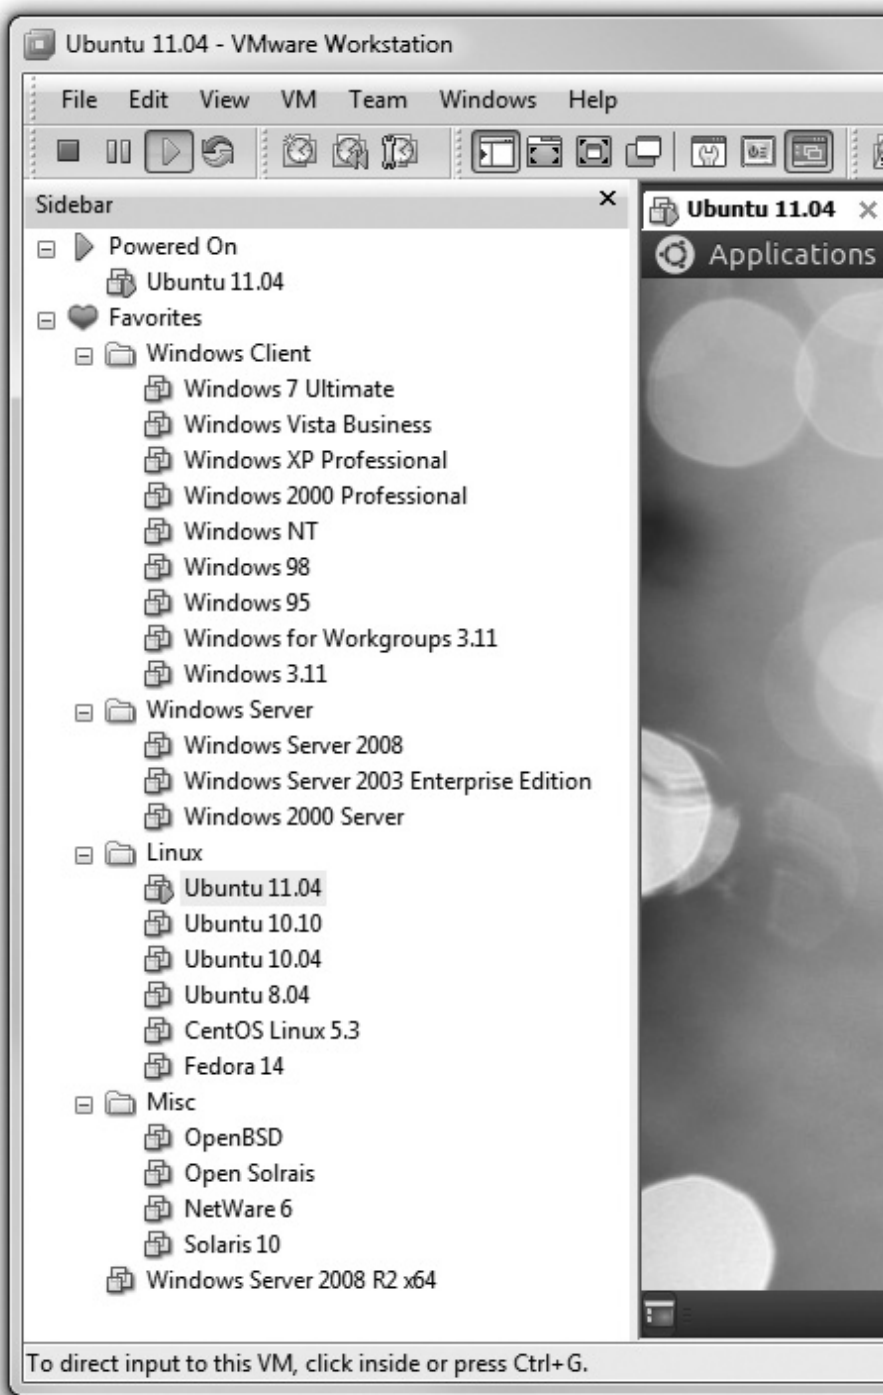 Ubuntu 11.04 - VMware Workstation
File Edit View VM Team Windows Help
Sidebar
Powered On
Ubuntu 11.04
Favorites
Windows Client
Windows 7 Ultimate
Windows Vista Business
Windows XP Professional
Windows 2000 Professional
Windows NT
Windows 98
Windows 95
Windows for Workgroups 3.11
Windows 3.11
Windows Server
Windows Server 2008
Windows Server 2003 Enterprise Edition
Windows 2000 Server
Linux
Ubuntu 11.04
Ubuntu 10.10
Ubuntu 10.04
Ubuntu 8.04
CentOS Linux 5.3
Fedora 14
Misc
OpenBSD
Open Solrais
NetWare 6
Solaris 10
Windows Server 2008 R2 x64
Ubuntu 11.04
Applications
To direct input to this VM, click inside or press Ctrl+G.